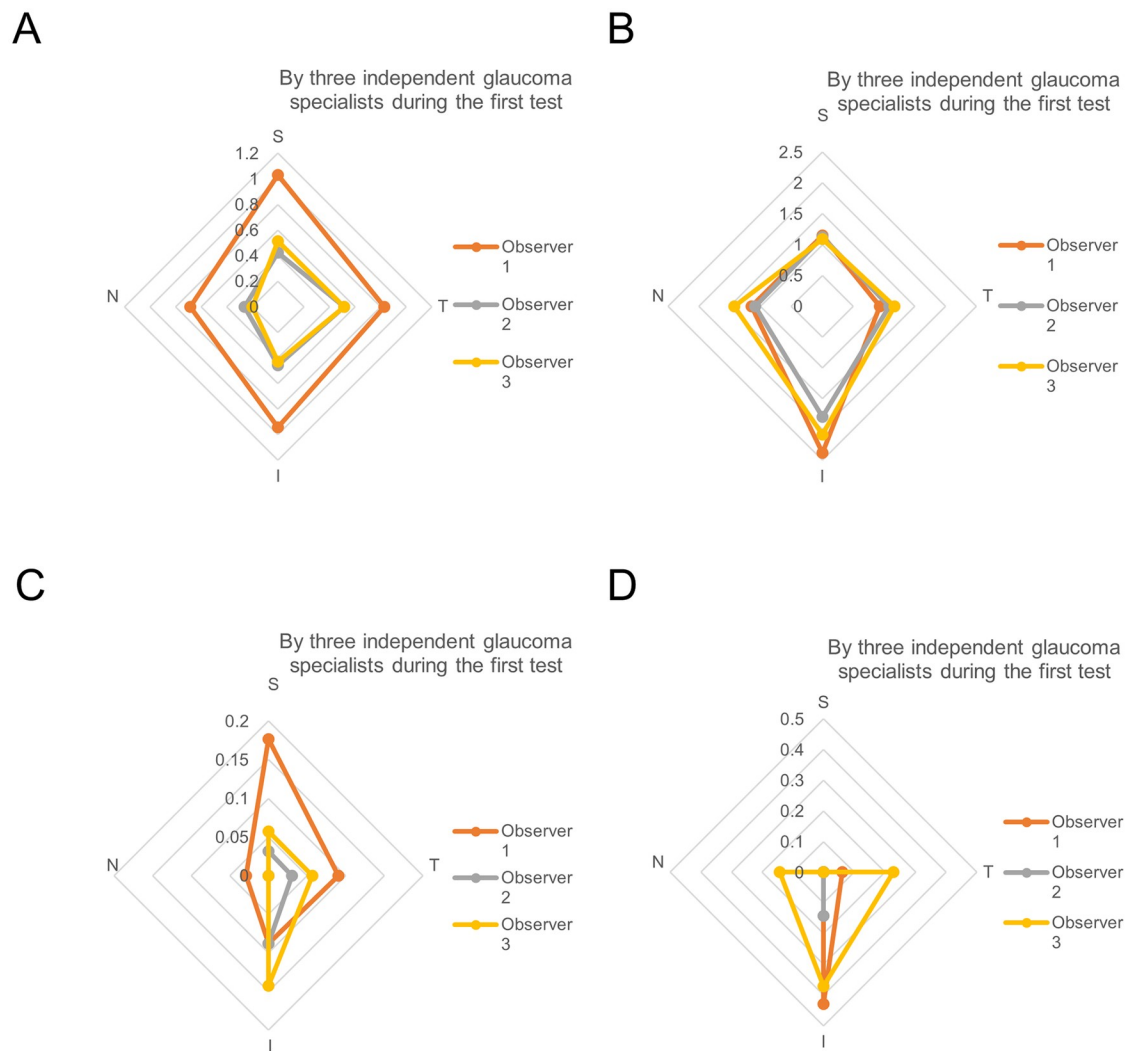 A
By three independent glaucoma
specialists during the first test
S
1.2
1
0.8
0.6
0.4
0.2
0
N
T
I
Observer
1
Observer
2
Observer
3
B
By three independent glaucoma
specialists during the first test
S
2.5
2
1.5
1
0.5
0
N
T
I
Observer
1
Observer
2
Observer
3
C
By three independent glaucoma
specialists during the first test
S
0.2
0.15
0.1
0.05
0
N
T
I
Observer
1
Observer
2
Observer
3
D
By three independent glaucoma
specialists during the first test
S
0.5
0.4
0.3
0.2
0.1
0
N
T
I
Observer
1
Observer
2
Observer
3